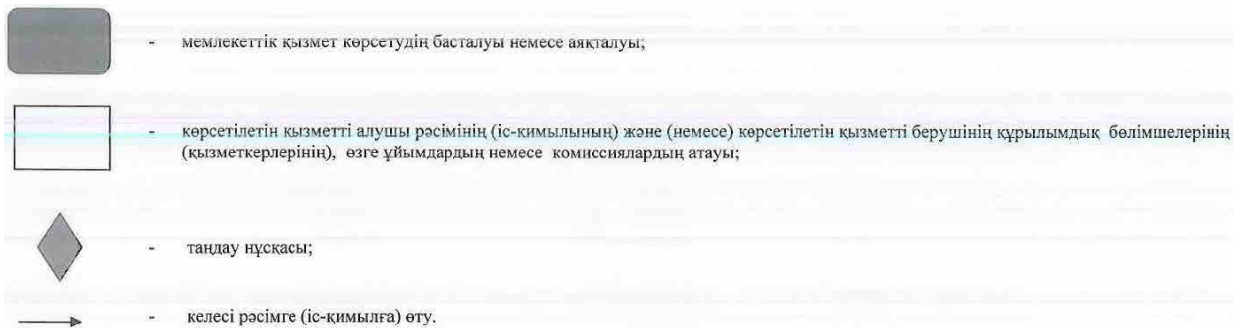 - мемлекеттік қызмет көрсетудің басталуы немесе аяқталуы;
- көрсетілетін қызметті алушы рәсімінің (іс-қимылының) және (немесе) көрсетілетін қызметті берушінің құрылымдық бөлімшелерінің
(қызметкерлерінің), өзге ұйымдардың немесе комиссиялардың атауы;
- таңдау нұсқасы;
- келесі рәсімге (іс-қимылға) өту.